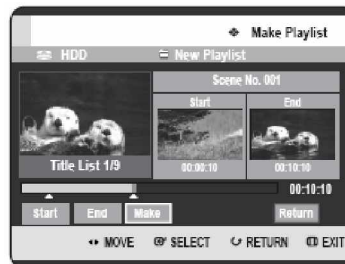 Make Playlist
HDD New Playlist
Scene No. 001
Start End
Title List 1/9
00:00:10 00:10:10
00:10:10
Start End Make Return
MOVE SELECT RETURN EXIT